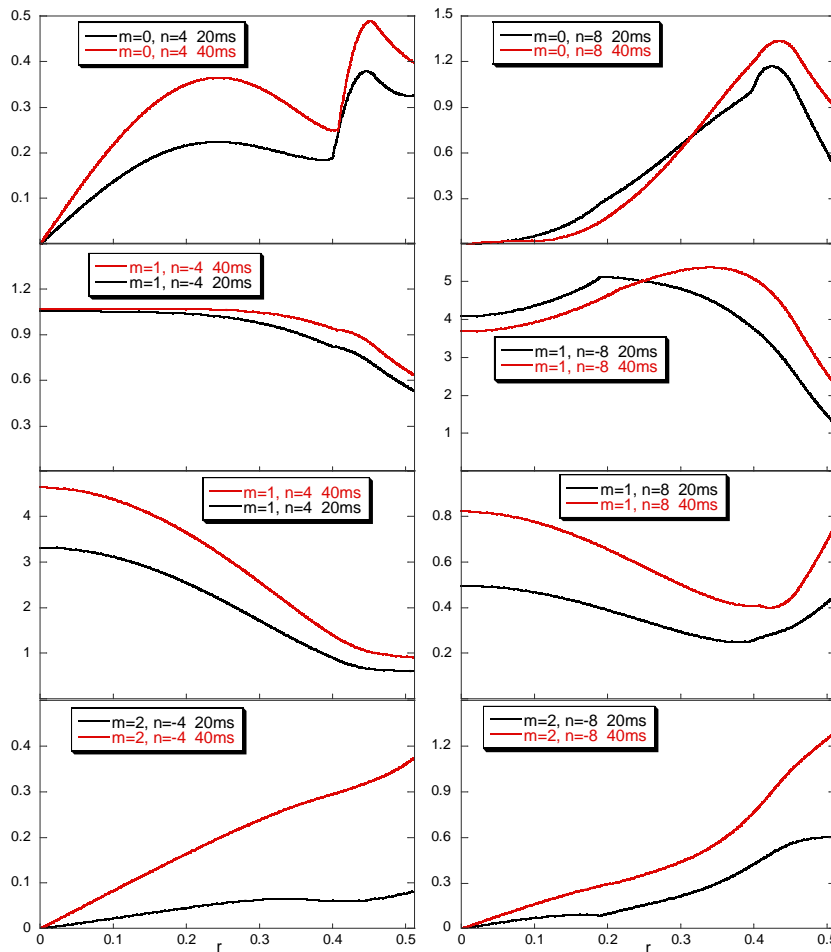 0.5
0.4
0.3
0.2
0.1
m=0, n=4 20ms
m=0, n=4 40ms
1.5
1.2
0.9
0.6
0.3
m=0, n=8 20ms
m=0, n=8 40ms
1.2
0.9
0.6
0.3
m=1, n=-4 40ms
m=1, n=-4 20ms
5
4
3
2
1
m=1, n=-8 20ms
m=1, n=-8 40ms
4
3
2
1
m=1, n=4 40ms
m=1, n=4 20ms
0.8
0.6
0.4
0.2
m=1, n=8 20ms
m=1, n=8 40ms
0.4
0.3
0.2
0.1
0
m=2, n=-4 20ms
m=2, n=-4 40ms
0 0.1 0.2 0.3 0.4 0.5
r
1.2
0.9
0.6
0.3
0
m=2, n=-8 20ms
m=2, n=-8 40ms
0 0.1 0.2 0.3 0.4 0.5
r